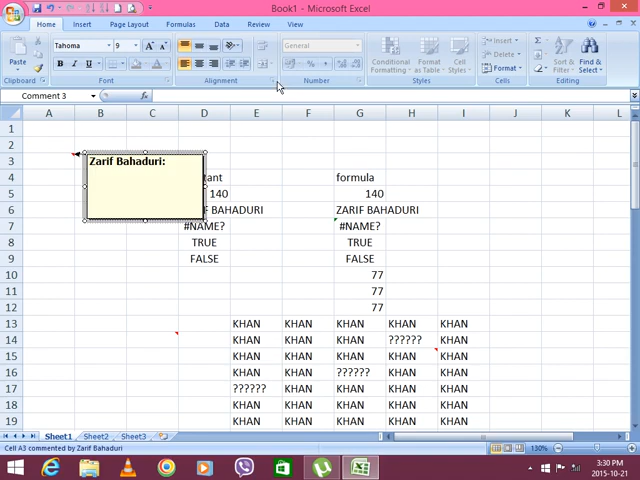 Book1 - Microsoft Excel
Home Insert Page Layout Formulas Data Review View
Paste
Tahoma 9
General
Conditional Formatting
Format as Table
Cell Styles
Insert
Delete
Format
Sort & Filter
Find & Select
Clipboard Font Alignment Number Styles Cells Editing
Comment 3 fx
A B C D E F G H I J K L
1
2
3 Zarif Bahaduri:
4 tant formula
5 140 140
6 F BAHADURI ZARIF BAHADURI
7 #NAME? #NAME?
8 TRUE TRUE
9 FALSE FALSE
10 77
11 77
12 77
13 KHAN KHAN KHAN KHAN KHAN
14 KHAN KHAN KHAN ?????? KHAN
15 KHAN KHAN KHAN KHAN KHAN
16 KHAN KHAN ?????? KHAN KHAN
17 ?????? KHAN KHAN KHAN KHAN
18 KHAN KHAN KHAN KHAN KHAN
19 KHAN KHAN KHAN KHAN KHAN
Sheet1 Sheet2 Sheet3
Cell A3 commented by Zarif Bahaduri 130%
3:30 PM
2015-10-21